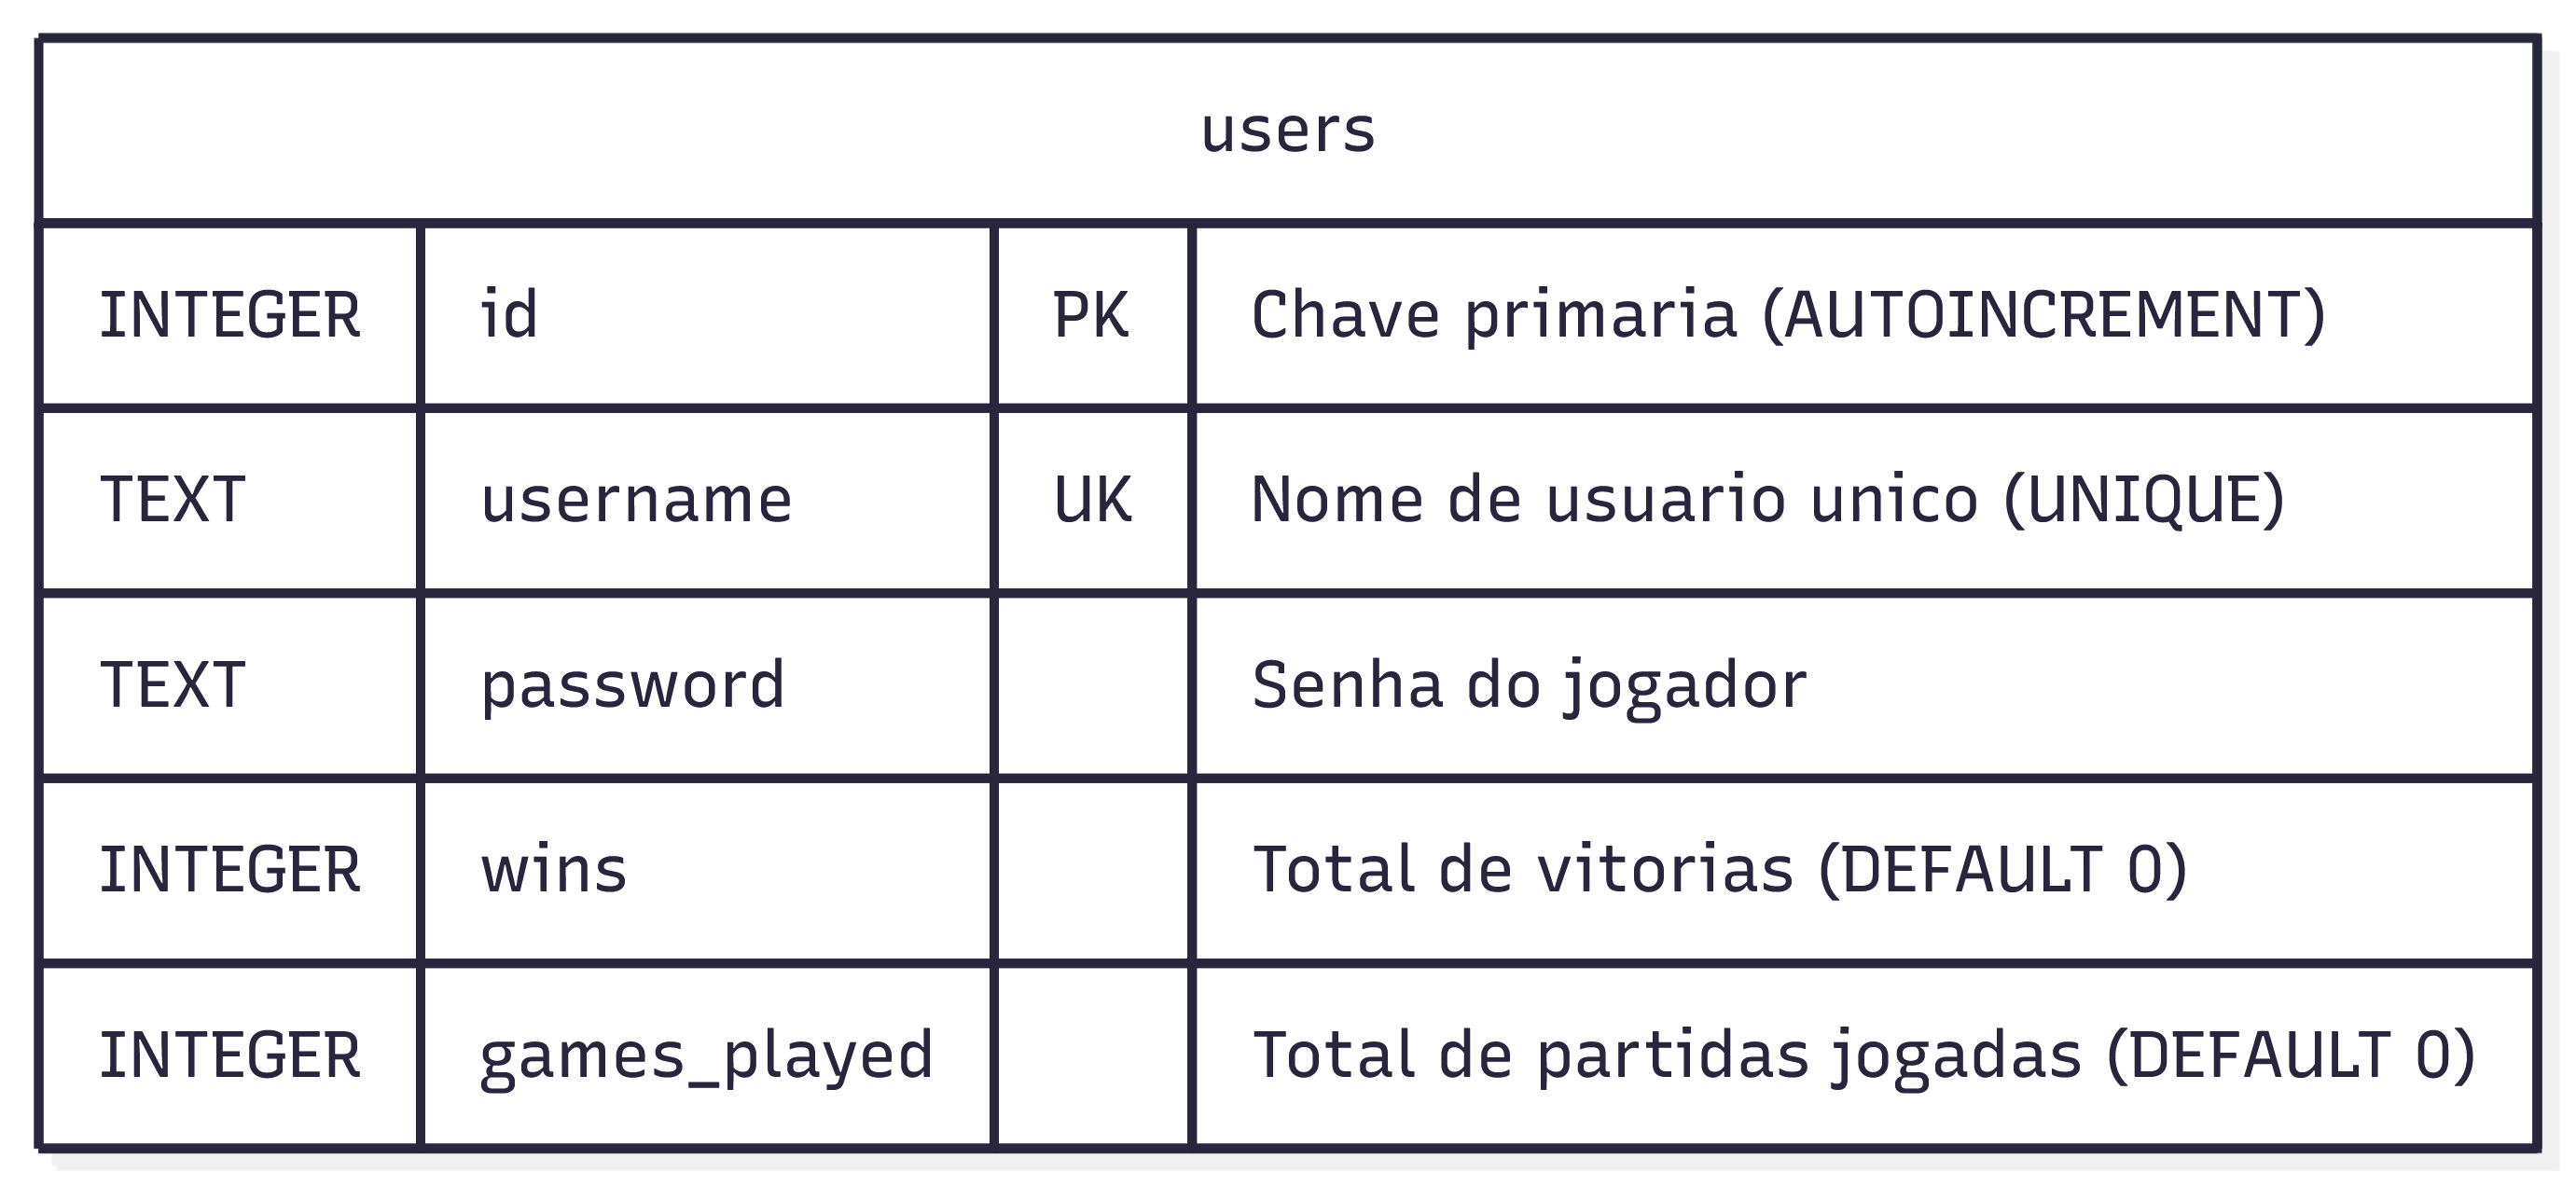 users
INTEGER id PK Chave primaria (AUTOINCREMENT)
TEXT username UK Nome de usuario unico (UNIQUE)
TEXT password Senha do jogador
INTEGER wins Total de vitorias (DEFAULT 0)
INTEGER games_played Total de partidas jogadas (DEFAULT 0)